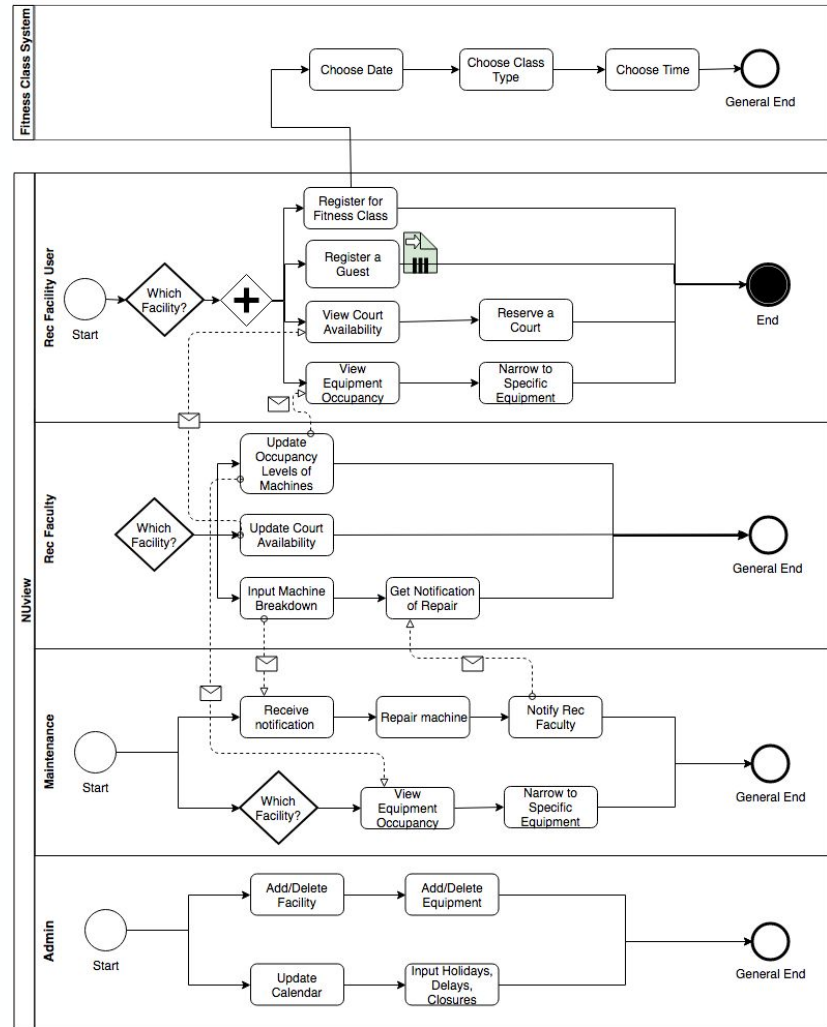 Fitness Class System
Choose Date
Choose Class
Type
Choose Time
General End
NUview
Rec Facility User
Start
Which
Facility?
Register for
Fitness Class
Register a
Guest
View Court
Availability
Reserve a
Court
View
Equipment
Occupancy
Narrow to
Specific
Equipment
End
Rec Faculty
Which
Facility?
Update
Occupancy
Levels of
Machines
Update Court
Availability
Input Machine
Breakdown
Get Notification
of Repair
General End
Maintenance
Start
Receive
notification
Repair machine
Notify Rec
Faculty
Which
Facility?
View
Equipment
Occupancy
Narrow to
Specific
Equipment
General End
Admin
Start
Add/Delete
Facility
Add/Delete
Equipment
Update
Calendar
Input Holidays,
Delays,
Closures
General End